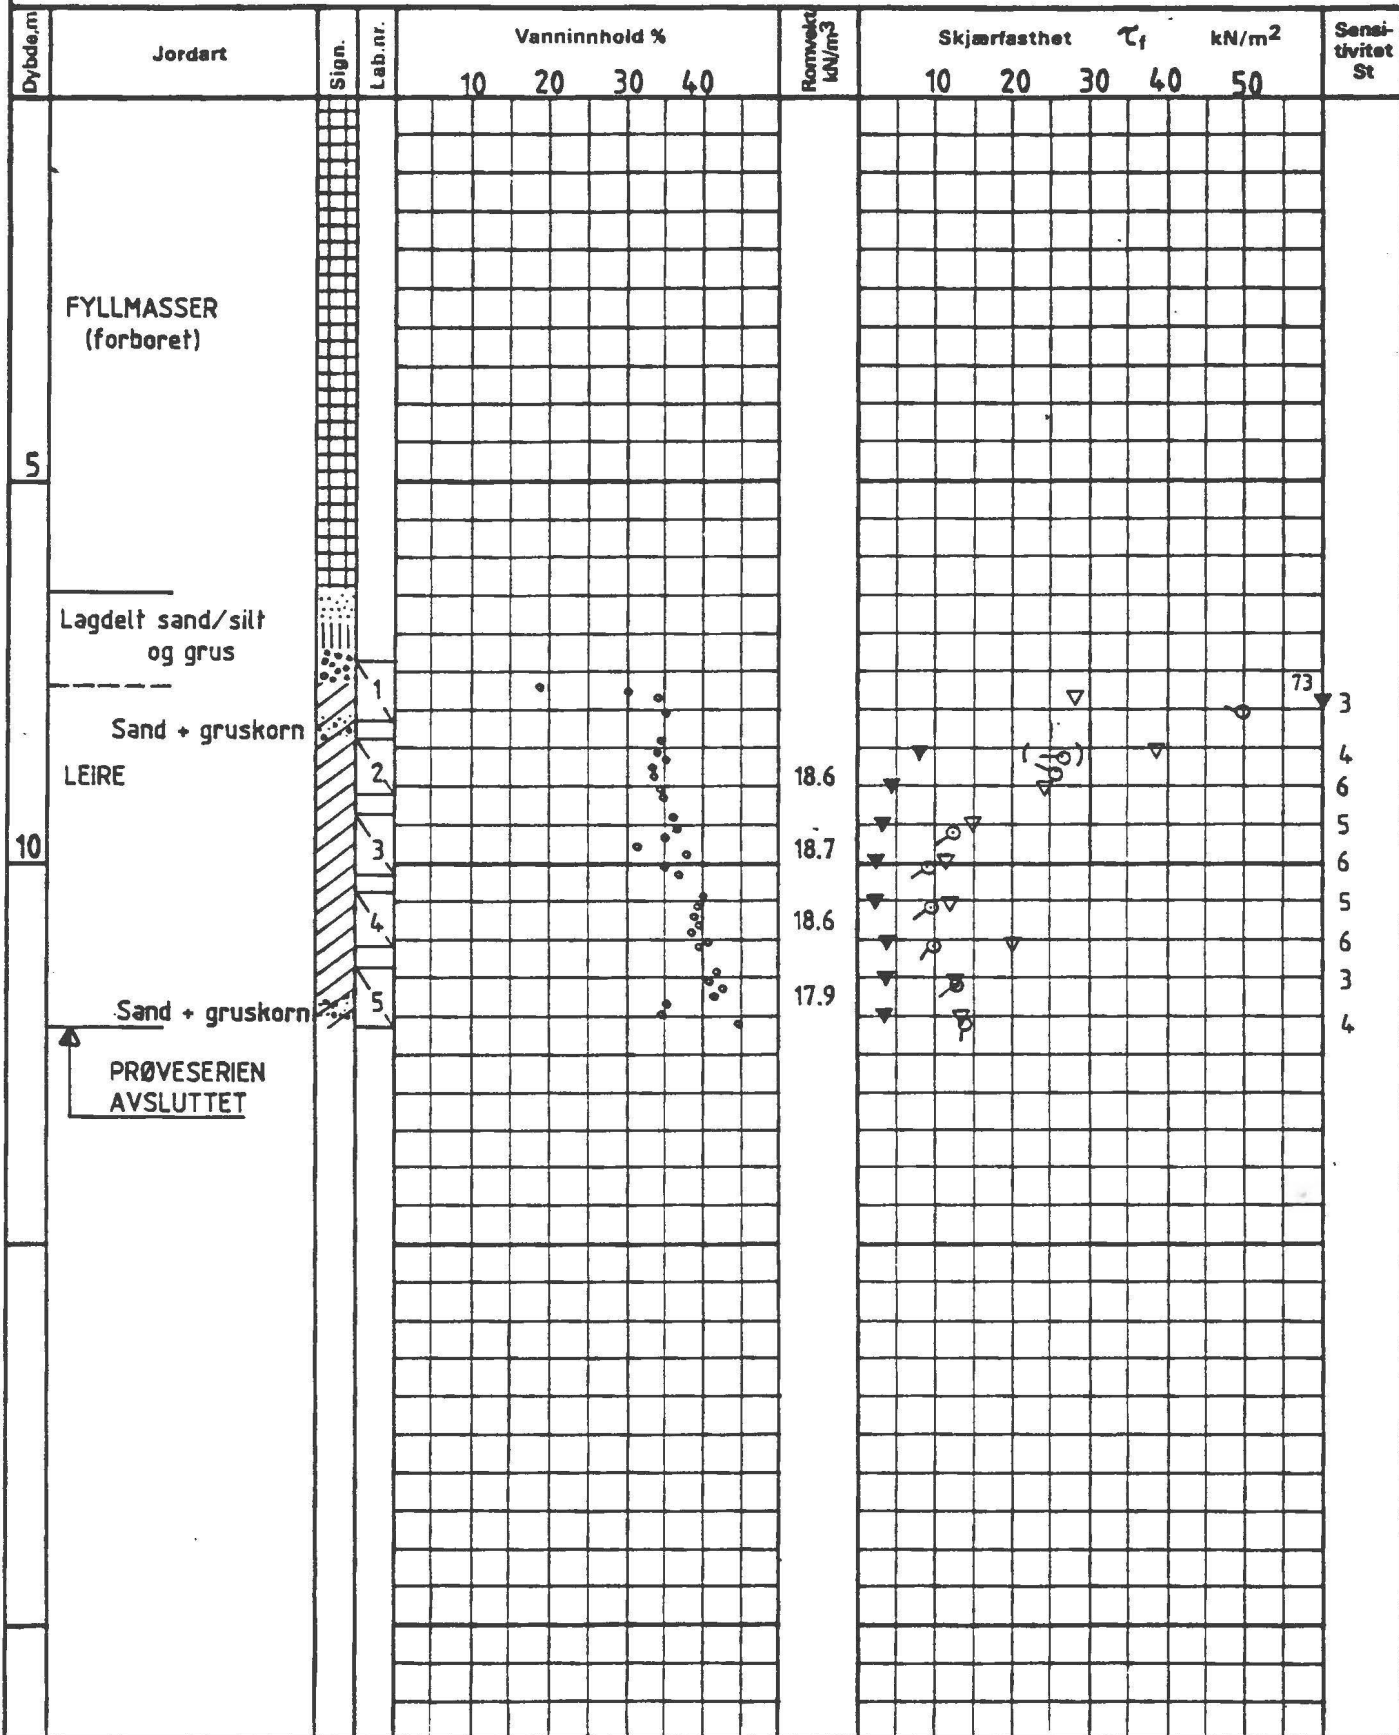 Dybde,m
Jordart
Sign.
Lab.nr.
Vanninnhold %
10 20 30 40
Romvekt kN/m3
Skjærfasthet τf kN/m2
10 20 30 40 50
Sensi-
tivitet
St
FYLLMASSER
(forboret)
5
Lagdelt sand/silt
og grus
1
73
3
Sand + gruskorn
4
LEIRE
2
18.6
6
5
10
3
18.7
6
5
4
18.6
6
3
5
17.9
Sand + gruskorn
4
PRØVESERIEN
AVSLUTTET